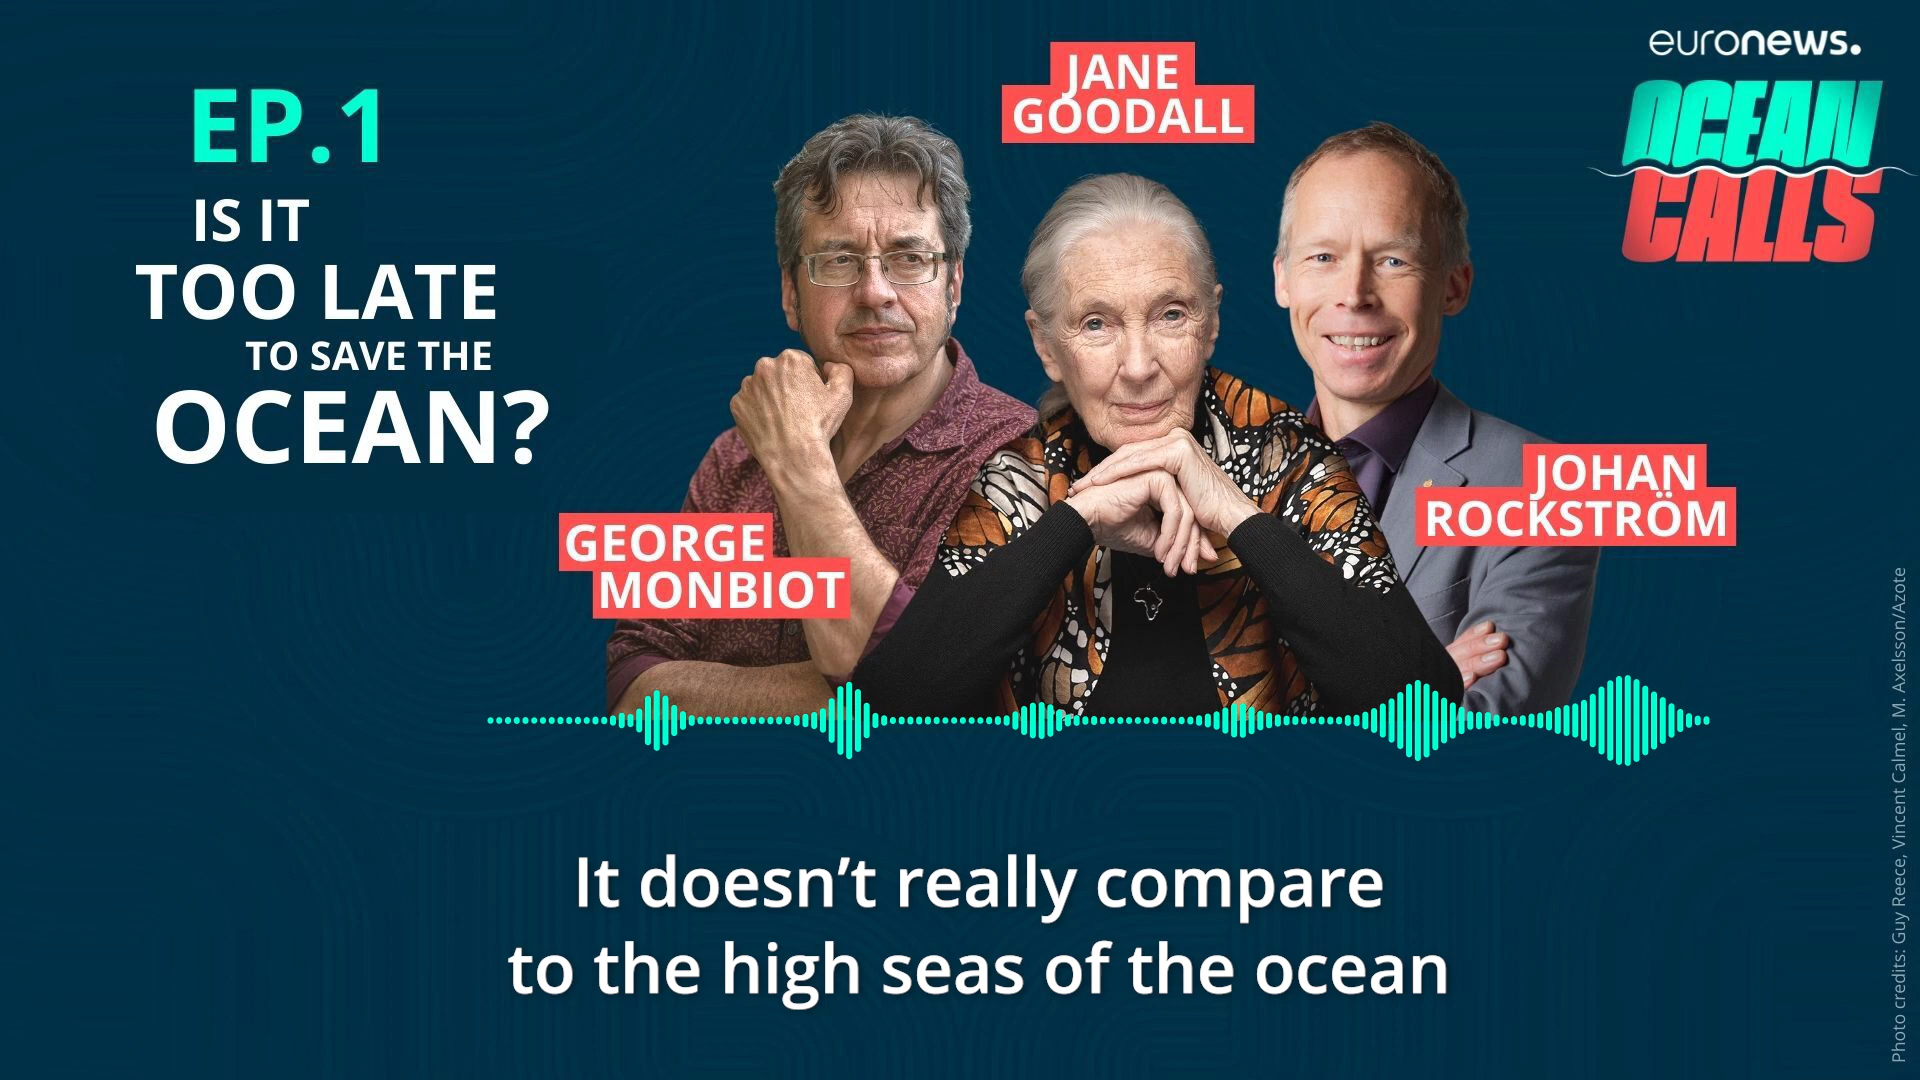 euronews.
OCEAN
CALLS
EP.1
IS IT
TOO LATE
TO SAVE THE
OCEAN?
JANE
GOODALL
JOHAN
ROCKSTRÖM
GEORGE
MONBIOT
It doesn’t really compare
to the high seas of the ocean
Photo credits: Guy Reece, Vincent Calmel, M. Axelsson/Azote